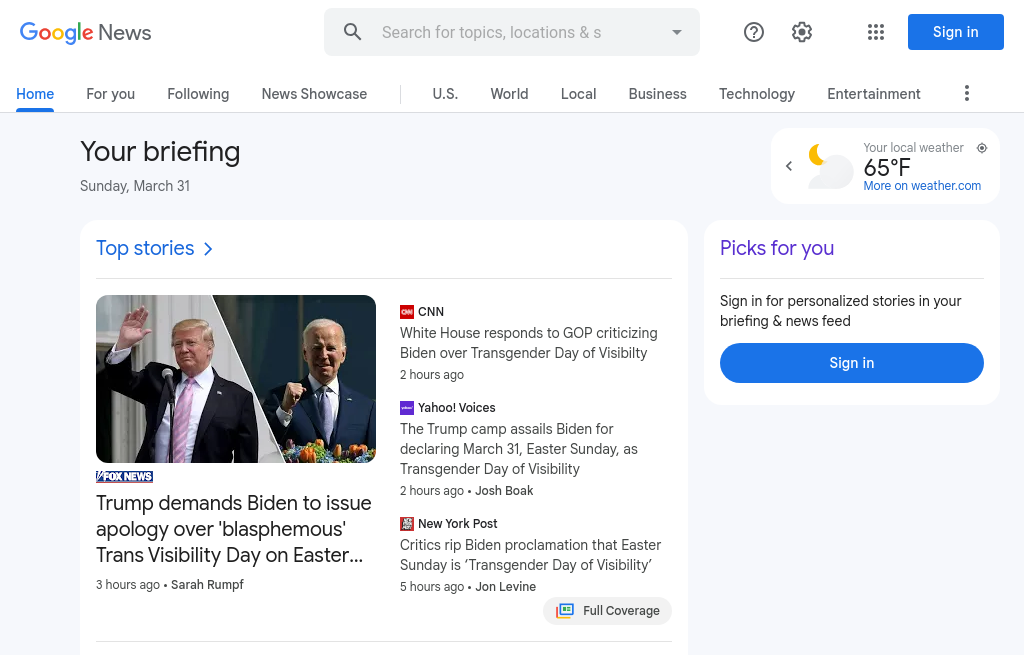 Google News
Search for topics, locations & s
Sign in
Home
For you
Following
News Showcase
U.S.
World
Local
Business
Technology
Entertainment
Your briefing
Sunday, March 31
Your local weather
65°F
More on weather.com
Top stories
FOX NEWS
Trump demands Biden to issue
apology over 'blasphemous'
Trans Visibility Day on Easter...
3 hours ago • Sarah Rumpf
CNN
White House responds to GOP criticizing
Biden over Transgender Day of Visibilty
2 hours ago
Yahoo! Voices
The Trump camp assails Biden for
declaring March 31, Easter Sunday, as
Transgender Day of Visibility
2 hours ago • Josh Boak
New York Post
Critics rip Biden proclamation that Easter
Sunday is ‘Transgender Day of Visibility’
5 hours ago • Jon Levine
Full Coverage
Picks for you
Sign in for personalized stories in your
briefing & news feed
Sign in